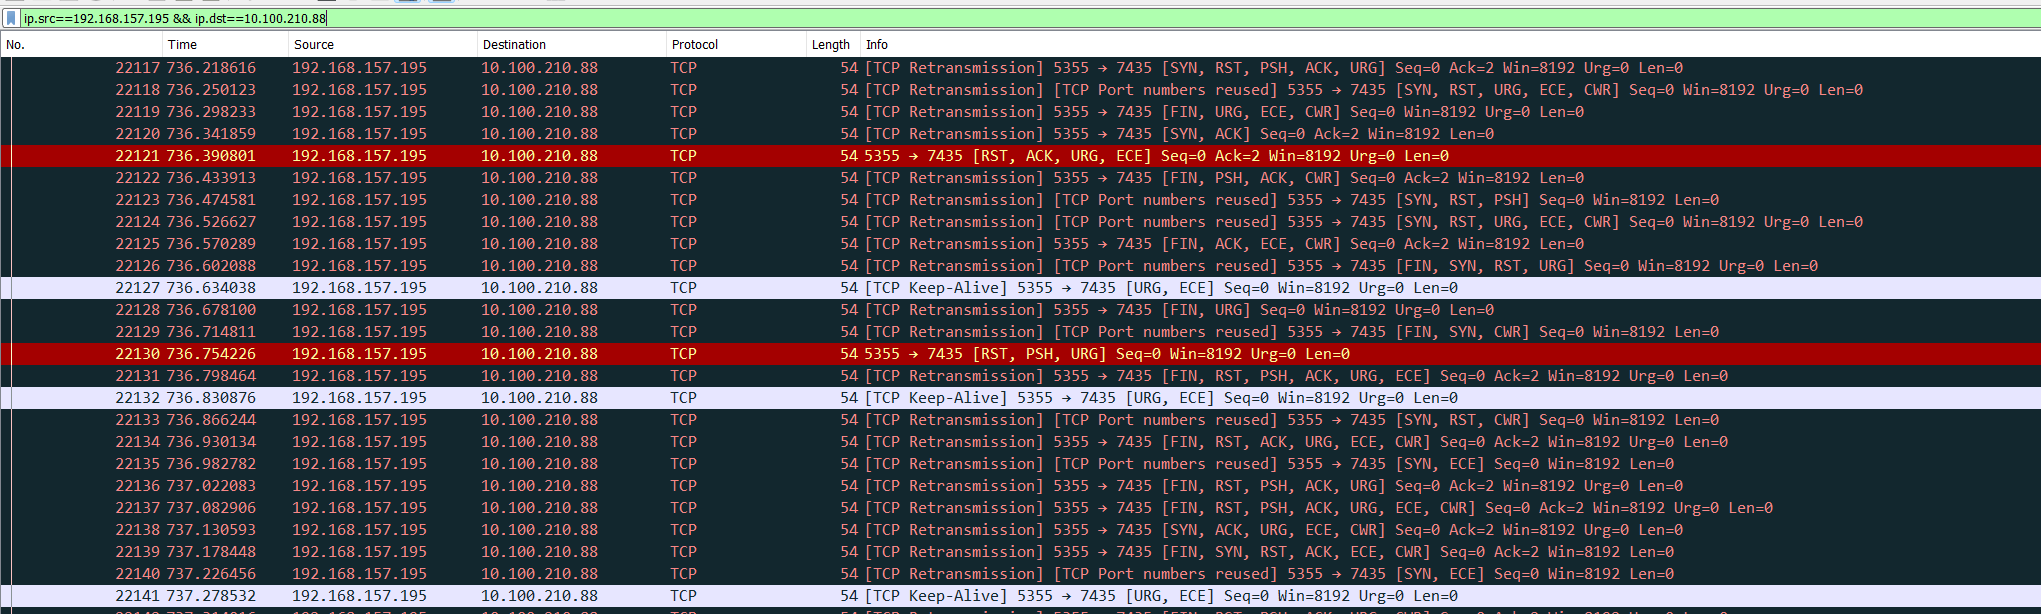 ip.src==192.168.157.195 && ip.dst==10.100.210.88
No. Time Source Destination Protocol Length Info
22117 736.218616 192.168.157.195 10.100.210.88 TCP 54 [TCP Retransmission] 5355 → 7435 [SYN, RST, PSH, ACK, URG] Seq=0 Ack=2 Win=8192 Urg=0 Len=0
22118 736.250123 192.168.157.195 10.100.210.88 TCP 54 [TCP Retransmission] [TCP Port numbers reused] 5355 → 7435 [SYN, RST, URG, ECE, CWR] Seq=0 Win=8192 Urg=0 Len=0
22119 736.298233 192.168.157.195 10.100.210.88 TCP 54 [TCP Retransmission] 5355 → 7435 [FIN, URG, ECE, CWR] Seq=0 Win=8192 Urg=0 Len=0
22120 736.341859 192.168.157.195 10.100.210.88 TCP 54 [TCP Retransmission] 5355 → 7435 [SYN, ACK] Seq=0 Ack=2 Win=8192 Len=0
22121 736.390801 192.168.157.195 10.100.210.88 TCP 54 5355 → 7435 [RST, ACK, URG, ECE] Seq=0 Ack=2 Win=8192 Urg=0 Len=0
22122 736.433913 192.168.157.195 10.100.210.88 TCP 54 [TCP Retransmission] 5355 → 7435 [FIN, PSH, ACK, CWR] Seq=0 Ack=2 Win=8192 Len=0
22123 736.474581 192.168.157.195 10.100.210.88 TCP 54 [TCP Retransmission] [TCP Port numbers reused] 5355 → 7435 [SYN, RST, PSH] Seq=0 Win=8192 Len=0
22124 736.526627 192.168.157.195 10.100.210.88 TCP 54 [TCP Retransmission] [TCP Port numbers reused] 5355 → 7435 [SYN, RST, URG, ECE, CWR] Seq=0 Win=8192 Urg=0 Len=0
22125 736.570289 192.168.157.195 10.100.210.88 TCP 54 [TCP Retransmission] 5355 → 7435 [FIN, ACK, ECE, CWR] Seq=0 Ack=2 Win=8192 Len=0
22126 736.602088 192.168.157.195 10.100.210.88 TCP 54 [TCP Retransmission] [TCP Port numbers reused] 5355 → 7435 [FIN, SYN, RST, URG] Seq=0 Win=8192 Urg=0 Len=0
22127 736.634038 192.168.157.195 10.100.210.88 TCP 54 [TCP Keep-Alive] 5355 → 7435 [URG, ECE] Seq=0 Win=8192 Urg=0 Len=0
22128 736.678100 192.168.157.195 10.100.210.88 TCP 54 [TCP Retransmission] 5355 → 7435 [FIN, URG] Seq=0 Win=8192 Urg=0 Len=0
22129 736.714811 192.168.157.195 10.100.210.88 TCP 54 [TCP Retransmission] [TCP Port numbers reused] 5355 → 7435 [FIN, SYN, CWR] Seq=0 Win=8192 Len=0
22130 736.754226 192.168.157.195 10.100.210.88 TCP 54 5355 → 7435 [RST, PSH, URG] Seq=0 Win=8192 Urg=0 Len=0
22131 736.798464 192.168.157.195 10.100.210.88 TCP 54 [TCP Retransmission] 5355 → 7435 [FIN, RST, PSH, ACK, URG, ECE] Seq=0 Ack=2 Win=8192 Urg=0 Len=0
22132 736.830876 192.168.157.195 10.100.210.88 TCP 54 [TCP Keep-Alive] 5355 → 7435 [URG, ECE] Seq=0 Win=8192 Urg=0 Len=0
22133 736.866244 192.168.157.195 10.100.210.88 TCP 54 [TCP Retransmission] [TCP Port numbers reused] 5355 → 7435 [SYN, RST, CWR] Seq=0 Win=8192 Len=0
22134 736.930134 192.168.157.195 10.100.210.88 TCP 54 [TCP Retransmission] 5355 → 7435 [FIN, RST, ACK, URG, ECE, CWR] Seq=0 Ack=2 Win=8192 Urg=0 Len=0
22135 736.982782 192.168.157.195 10.100.210.88 TCP 54 [TCP Retransmission] [TCP Port numbers reused] 5355 → 7435 [SYN, ECE] Seq=0 Win=8192 Len=0
22136 737.022083 192.168.157.195 10.100.210.88 TCP 54 [TCP Retransmission] 5355 → 7435 [FIN, RST, PSH, ACK, URG] Seq=0 Ack=2 Win=8192 Urg=0 Len=0
22137 737.082906 192.168.157.195 10.100.210.88 TCP 54 [TCP Retransmission] 5355 → 7435 [FIN, RST, PSH, ACK, URG, ECE, CWR] Seq=0 Ack=2 Win=8192 Urg=0 Len=0
22138 737.130593 192.168.157.195 10.100.210.88 TCP 54 [TCP Retransmission] 5355 → 7435 [SYN, ACK, URG, ECE, CWR] Seq=0 Ack=2 Win=8192 Urg=0 Len=0
22139 737.178448 192.168.157.195 10.100.210.88 TCP 54 [TCP Retransmission] 5355 → 7435 [FIN, SYN, RST, ACK, ECE, CWR] Seq=0 Ack=2 Win=8192 Len=0
22140 737.226456 192.168.157.195 10.100.210.88 TCP 54 [TCP Retransmission] [TCP Port numbers reused] 5355 → 7435 [SYN, ECE] Seq=0 Win=8192 Len=0
22141 737.278532 192.168.157.195 10.100.210.88 TCP 54 [TCP Keep-Alive] 5355 → 7435 [URG, ECE] Seq=0 Win=8192 Urg=0 Len=0